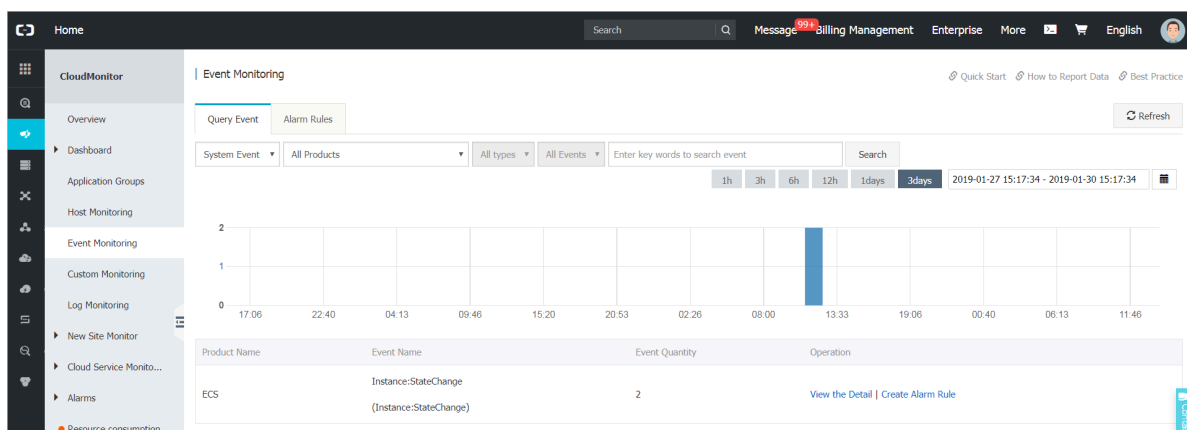 Home
Search
Message 99+ Billing Management Enterprise More English
CloudMonitor
Overview
Dashboard
Application Groups
Host Monitoring
Event Monitoring
Custom Monitoring
Log Monitoring
New Site Monitor
Cloud Service Monito...
Alarms
Resource consumption
Event Monitoring
Quick Start How to Report Data Best Practice
Query Event Alarm Rules
Refresh
System Event All Products All types All Events Enter key words to search event Search
1h 3h 6h 12h 1days 3days 2019-01-27 15:17:34 - 2019-01-30 15:17:34
2
1
0
17:06 22:40 04:13 09:46 15:20 20:53 02:26 08:00 13:33 19:06 00:40 06:13 11:46
Product Name Event Name Event Quantity Operation
ECS Instance:StateChange 2 View the Detail | Create Alarm Rule
(Instance:StateChange)